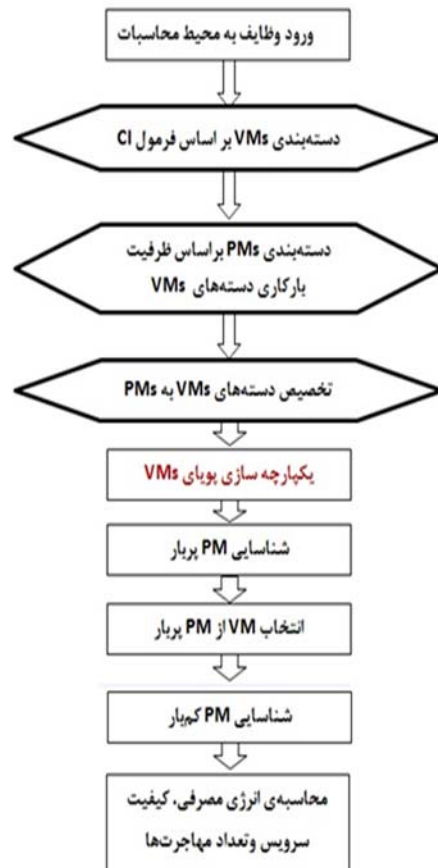 ورود وظایف به محیط محاسبات
دسته‌بندی VMs بر اساس فرمول CI
دسته‌بندی PMs براساس ظرفیت
بارکاری دسته‌های VMs
تخصیص دسته‌های VMs به PMs
یکپارچه سازی پویای VMs
شناسایی PM پربار
انتخاب VM از PM پربار
شناسایی PM کم‌بار
محاسبه‌ی انرژی مصرفی، کیفیت
سرویس وتعداد مهاجرت‌ها